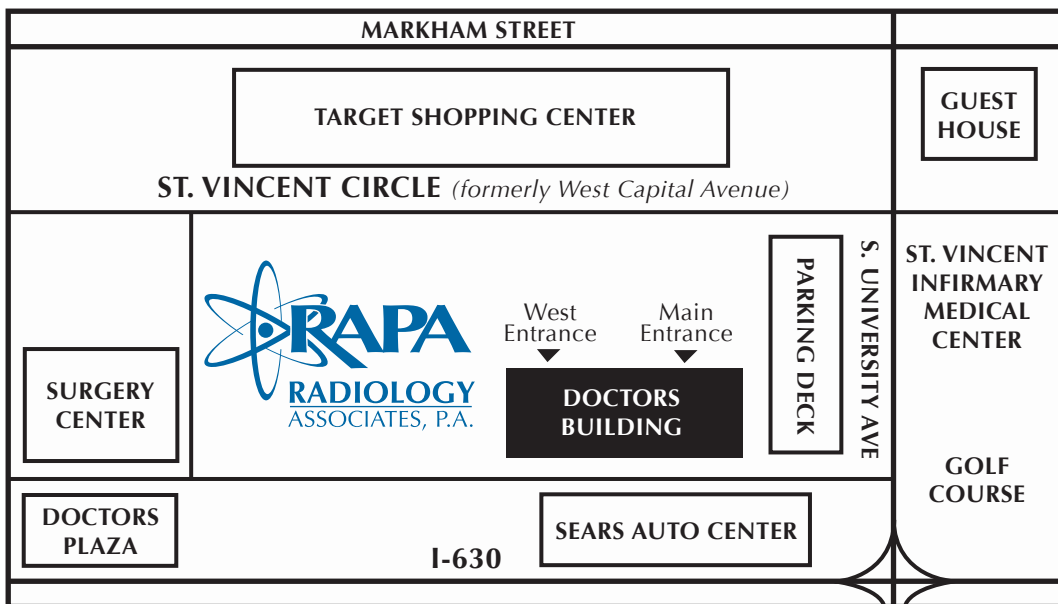 MARKHAM STREET
TARGET SHOPPING CENTER
GUEST
HOUSE
ST. VINCENT CIRCLE (formerly West Capital Avenue)
RAPA
RADIOLOGY
ASSOCIATES, P.A.
West
Entrance
Main
Entrance
DOCTORS
BUILDING
PARKING DECK
S. UNIVERSITY AVE
ST. VINCENT
INFIRMARY
MEDICAL
CENTER
SURGERY
CENTER
GOLF
COURSE
DOCTORS
PLAZA
I-630
SEARS AUTO CENTER